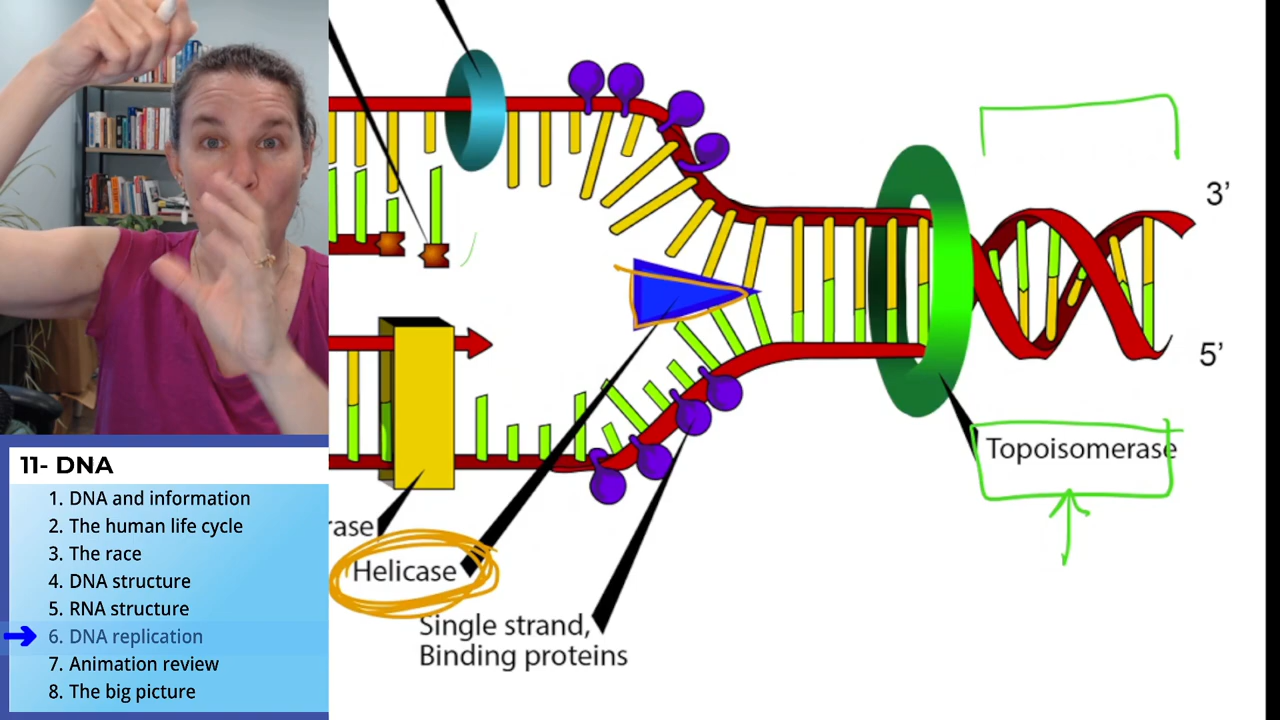 3’
5’
Topoisomerase
rase
Helicase
Single strand,
Binding proteins
11- DNA
1. DNA and information
2. The human life cycle
3. The race
4. DNA structure
5. RNA structure
6. DNA replication
7. Animation review
8. The big picture